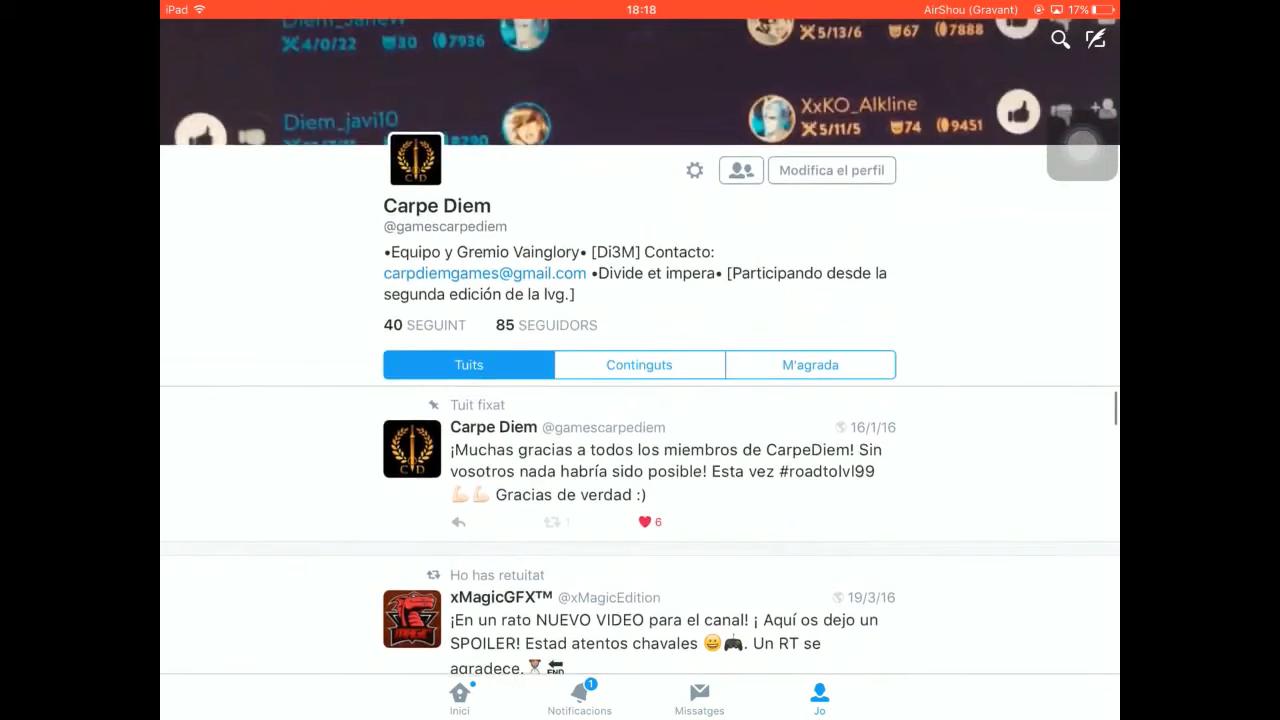 iPad 18:18 AirShou (Gravant) 17%
4/0/22 30 7936
5/13/6 67 7888
Diem_javi10
XxKO_Alkline
5/11/5 74 9451
Modifica el perfil
Carpe Diem
@gamescarpediem
•Equipo y Gremio Vainglory• [Di3M] Contacto:
carpdiemgames@gmail.com •Divide et impera• [Participando desde la
segunda edición de la lvg.]
40 SEGUINT 85 SEGUIDORS
Tuits Continguts M'agrada
Tuit fixat
Carpe Diem @gamescarpediem 16/1/16
¡Muchas gracias a todos los miembros de CarpeDiem! Sin
vosotros nada habría sido posible! Esta vez #roadtolvl99
💪🏻💪🏻 Gracias de verdad :)
1 6
Ho has retuitat
xMagicGFX™ @xMagicEdition 19/3/16
¡En un rato NUEVO VIDEO para el canal! ¡ Aquí os dejo un
SPOILER! Estad atentos chavales 😀🎮. Un RT se
agradece.⏳🔚
1
Inici Notificacions Missatges Jo